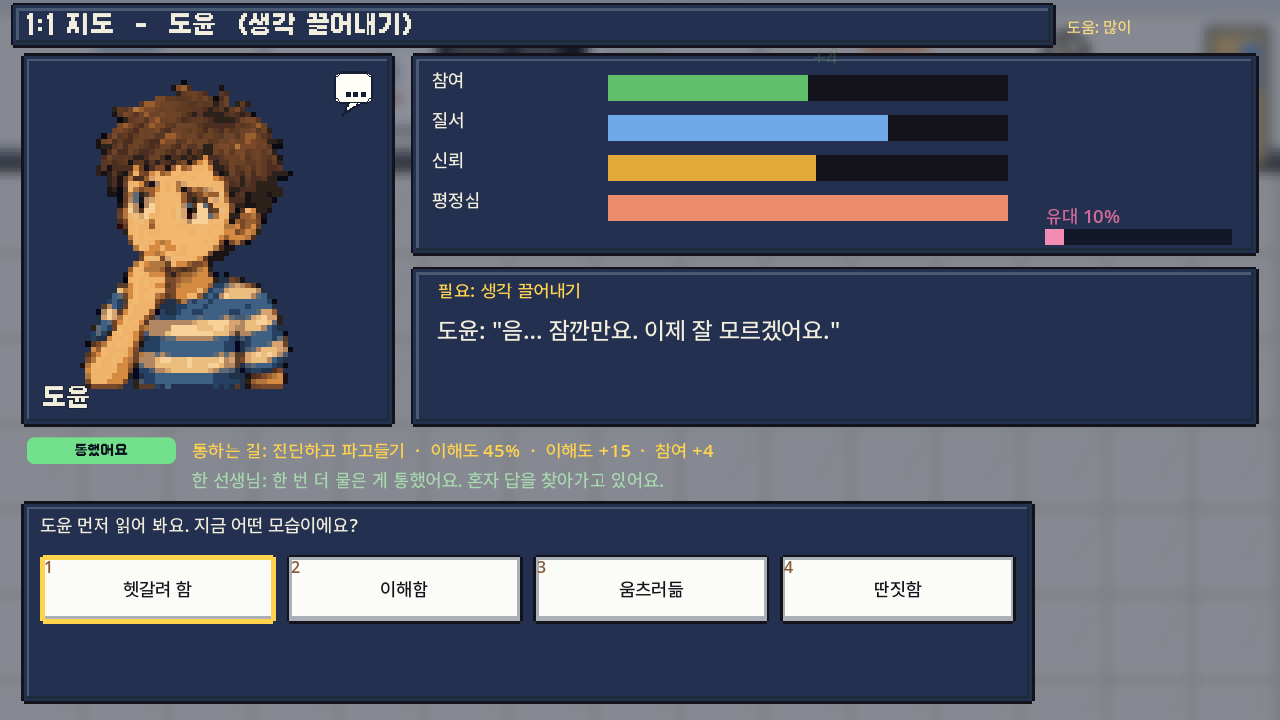 1:1 지도 - 도윤 (생각 끌어내기)
도움: 많이
+4
참여
질서
신뢰
평정심
유대 10%
...
도윤
필요: 생각 끌어내기
도윤: "음... 잠깐만요. 이제 잘 모르겠어요."
통했어요
통하는 길: 진단하고 파고들기 · 이해도 45% · 이해도 +15 · 참여 +4
한 선생님: 한 번 더 물은 게 통했어요. 혼자 답을 찾아가고 있어요.
도윤 먼저 읽어 봐요. 지금 어떤 모습이에요?
1 헷갈려 함
2 이해함
3 움츠러듦
4 딴짓함